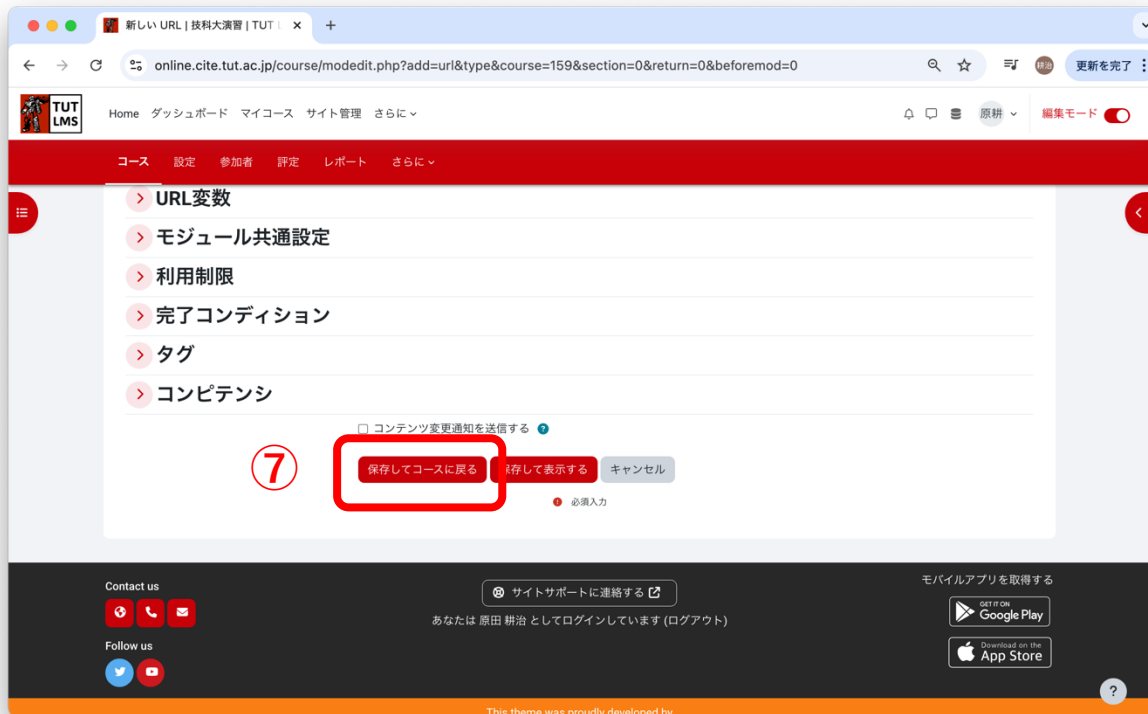 新しい URL | 技科大演習 | TUT L
online.cite.tut.ac.jp/course/modedit.php?add=url&type&course=159&section=0&return=0&beforemod=0
耕治
更新を完了
TUT LMS
Home ダッシュボード マイコース サイト管理 さらに
原耕
編集モード
コース 設定 参加者 評定 レポート さらに
URL変数
モジュール共通設定
利用制限
完了コンディション
タグ
コンピテンシ
コンテンツ変更通知を送信する ?
⑦
保存してコースに戻る 保存して表示する キャンセル
! 必須入力
Contact us
Follow us
サイトサポートに連絡する
あなたは 原田 耕治 としてログインしています (ログアウト)
モバイルアプリを取得する
GET IT ON
Google Play
Download on the
App Store
?
This theme was proudly developed by